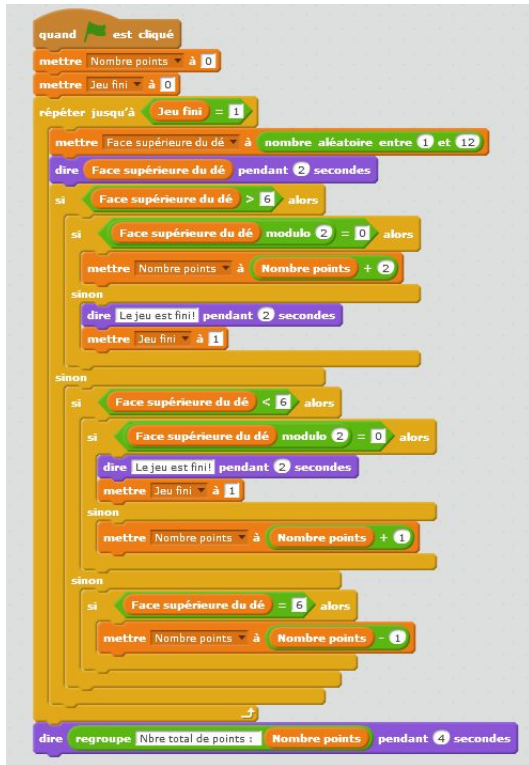 quand est cliqué
mettre Nombre points à 0
mettre Jeu fini à 0
répéter jusqu'à Jeu fini = 1
mettre Face supérieure du dé à nombre aléatoire entre 1 et 12
dire Face supérieure du dé pendant 2 secondes
si Face supérieure du dé > 6 alors
si Face supérieure du dé modulo 2 = 0 alors
mettre Nombre points à Nombre points + 2
sinon
dire Le jeu est fini! pendant 2 secondes
mettre Jeu fini à 1
sinon
si Face supérieure du dé < 6 alors
si Face supérieure du dé modulo 2 = 0 alors
dire Le jeu est fini! pendant 2 secondes
mettre Jeu fini à 1
sinon
mettre Nombre points à Nombre points + 1
sinon
si Face supérieure du dé = 6 alors
mettre Nombre points à Nombre points - 1
dire regroupe Nbre total de points : Nombre points pendant 4 secondes